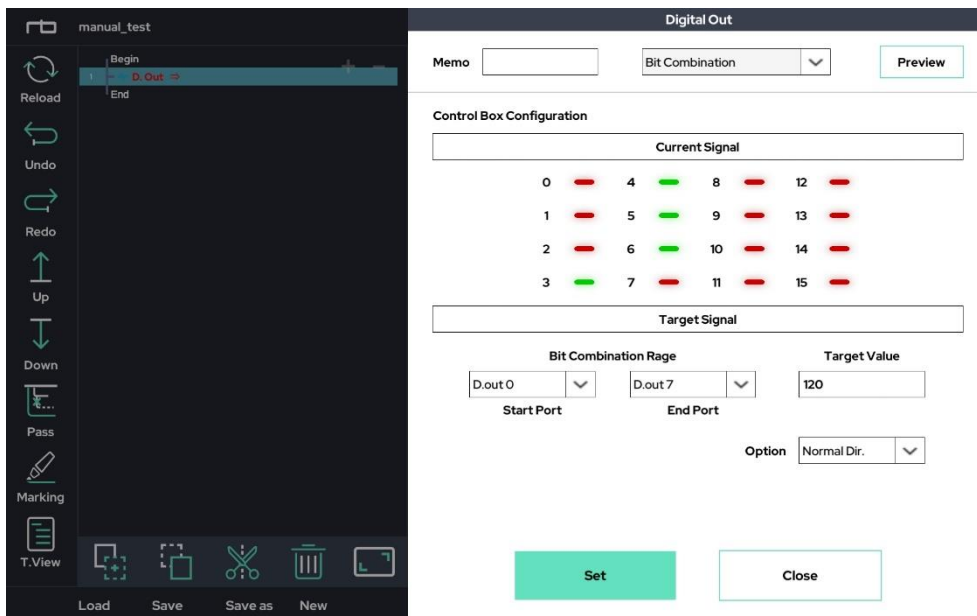 manual_test
Reload
Undo
Redo
Up
Down
Pass
Marking
T.View
Begin
1 D.Out ⇒
End
Load Save Save as New
Digital Out
Memo Bit Combination Preview
Control Box Configuration
Current Signal
0 4 8 12
1 5 9 13
2 6 10 14
3 7 11 15
Target Signal
Bit Combination Rage Target Value
D.out 0 D.out 7 120
Start Port End Port
Option Normal Dir.
Set Close